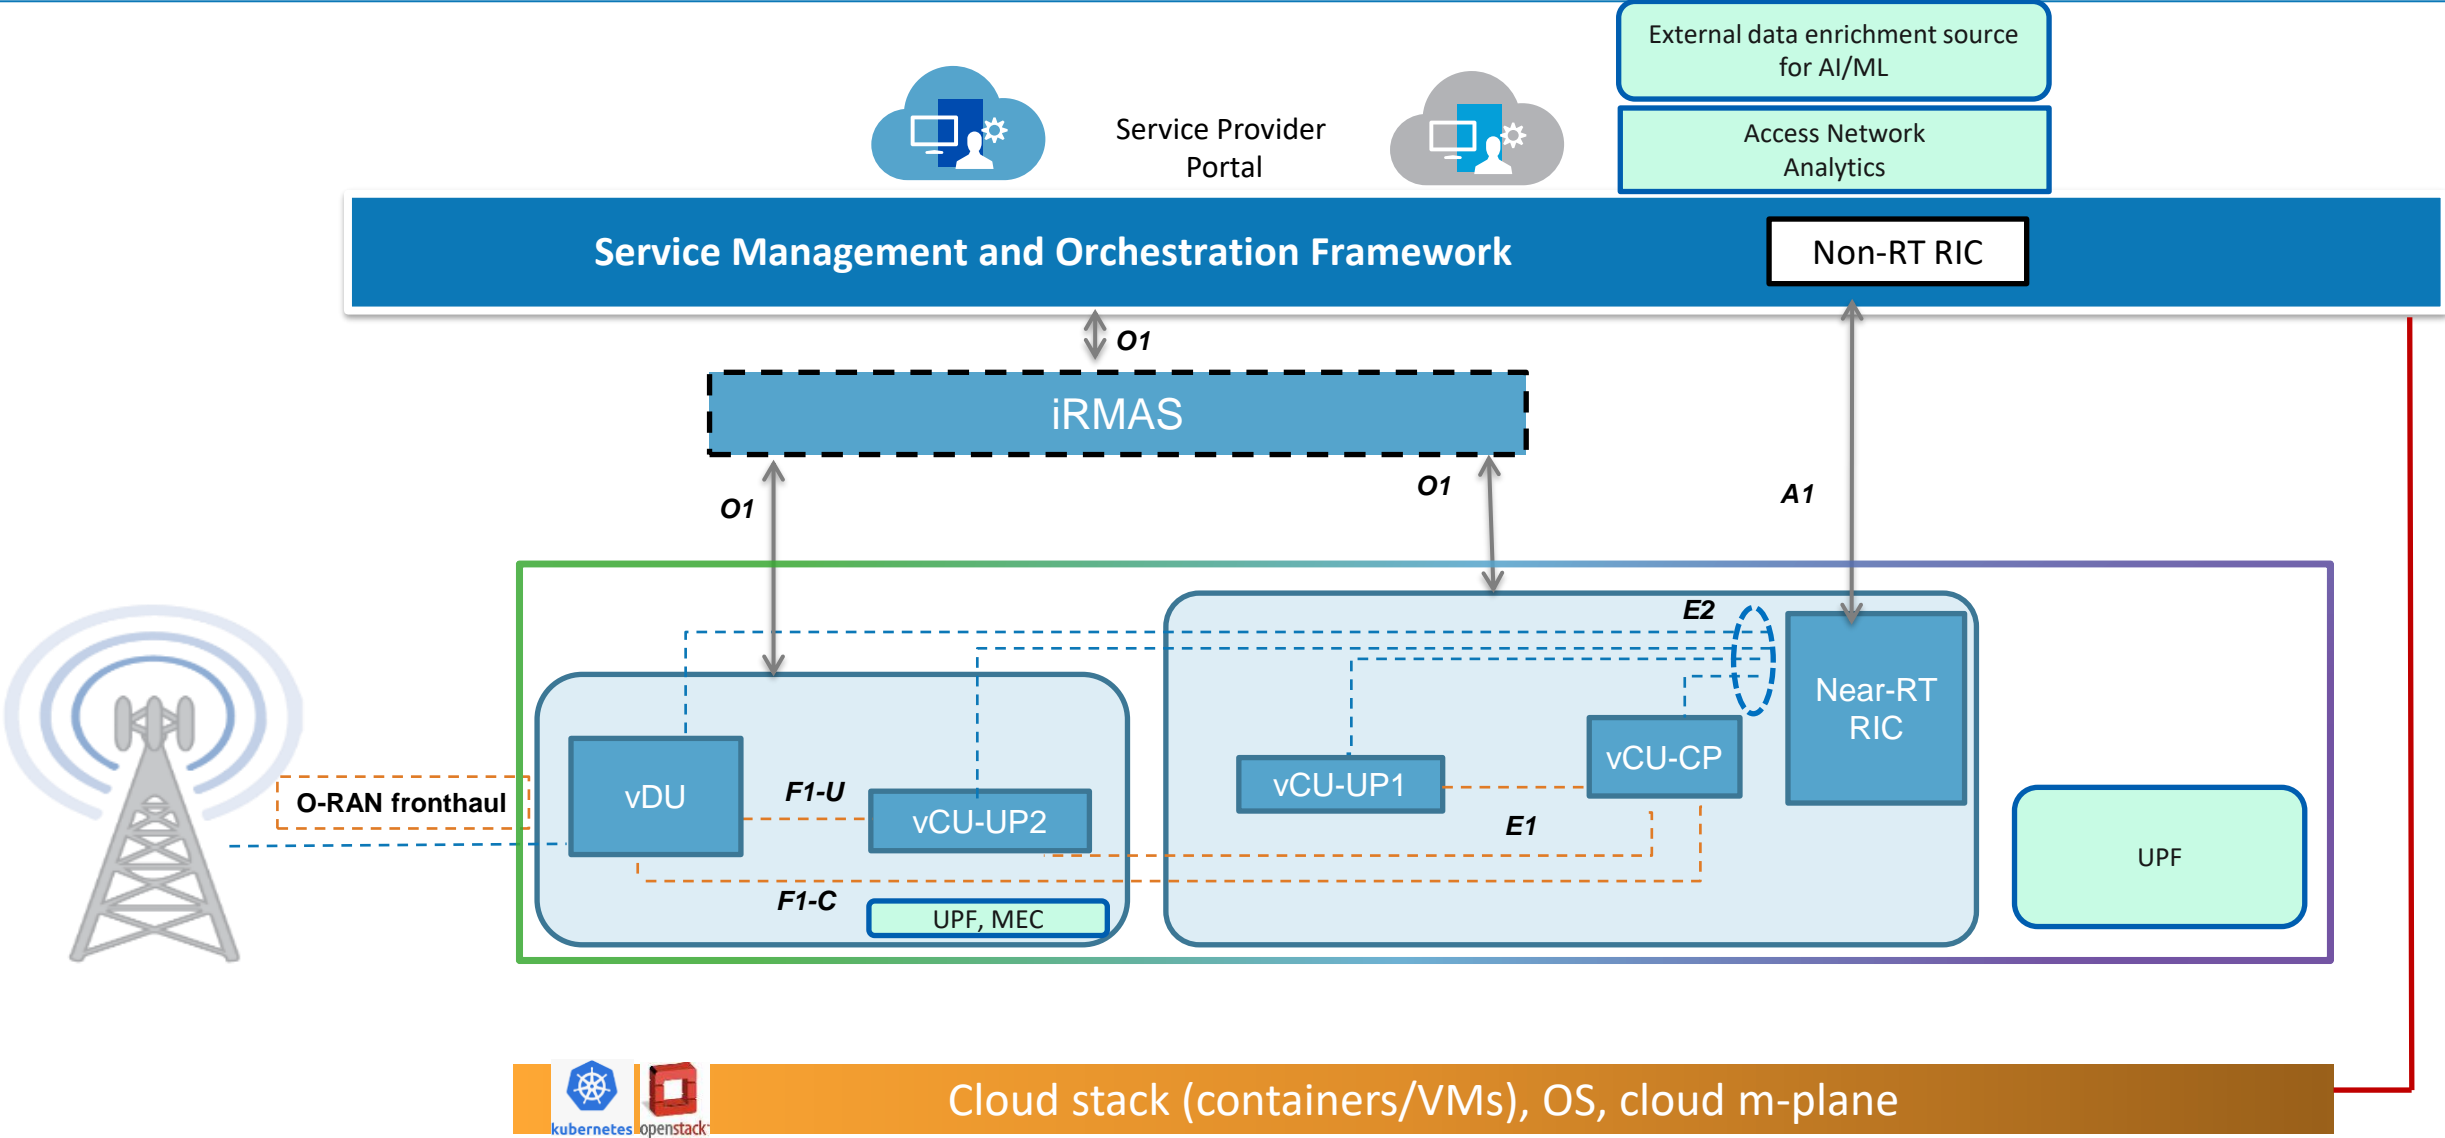 External data enrichment source
for AI/ML
Service Provider
Portal
Access Network
Analytics
Service Management and Orchestration Framework
Non-RT RIC
O1
iRMAS
O1
O1
A1
E2
Near-RT
RIC
vCU-CP
vCU-UP1
vDU
F1-U
vCU-UP2
O-RAN fronthaul
E1
UPF
F1-C
UPF, MEC
Cloud stack (containers/VMs), OS, cloud m-plane
kubernetes
openstack